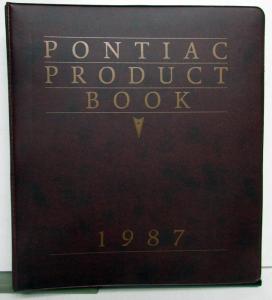 PONTIAC
PRODUCT
BOOK
1987